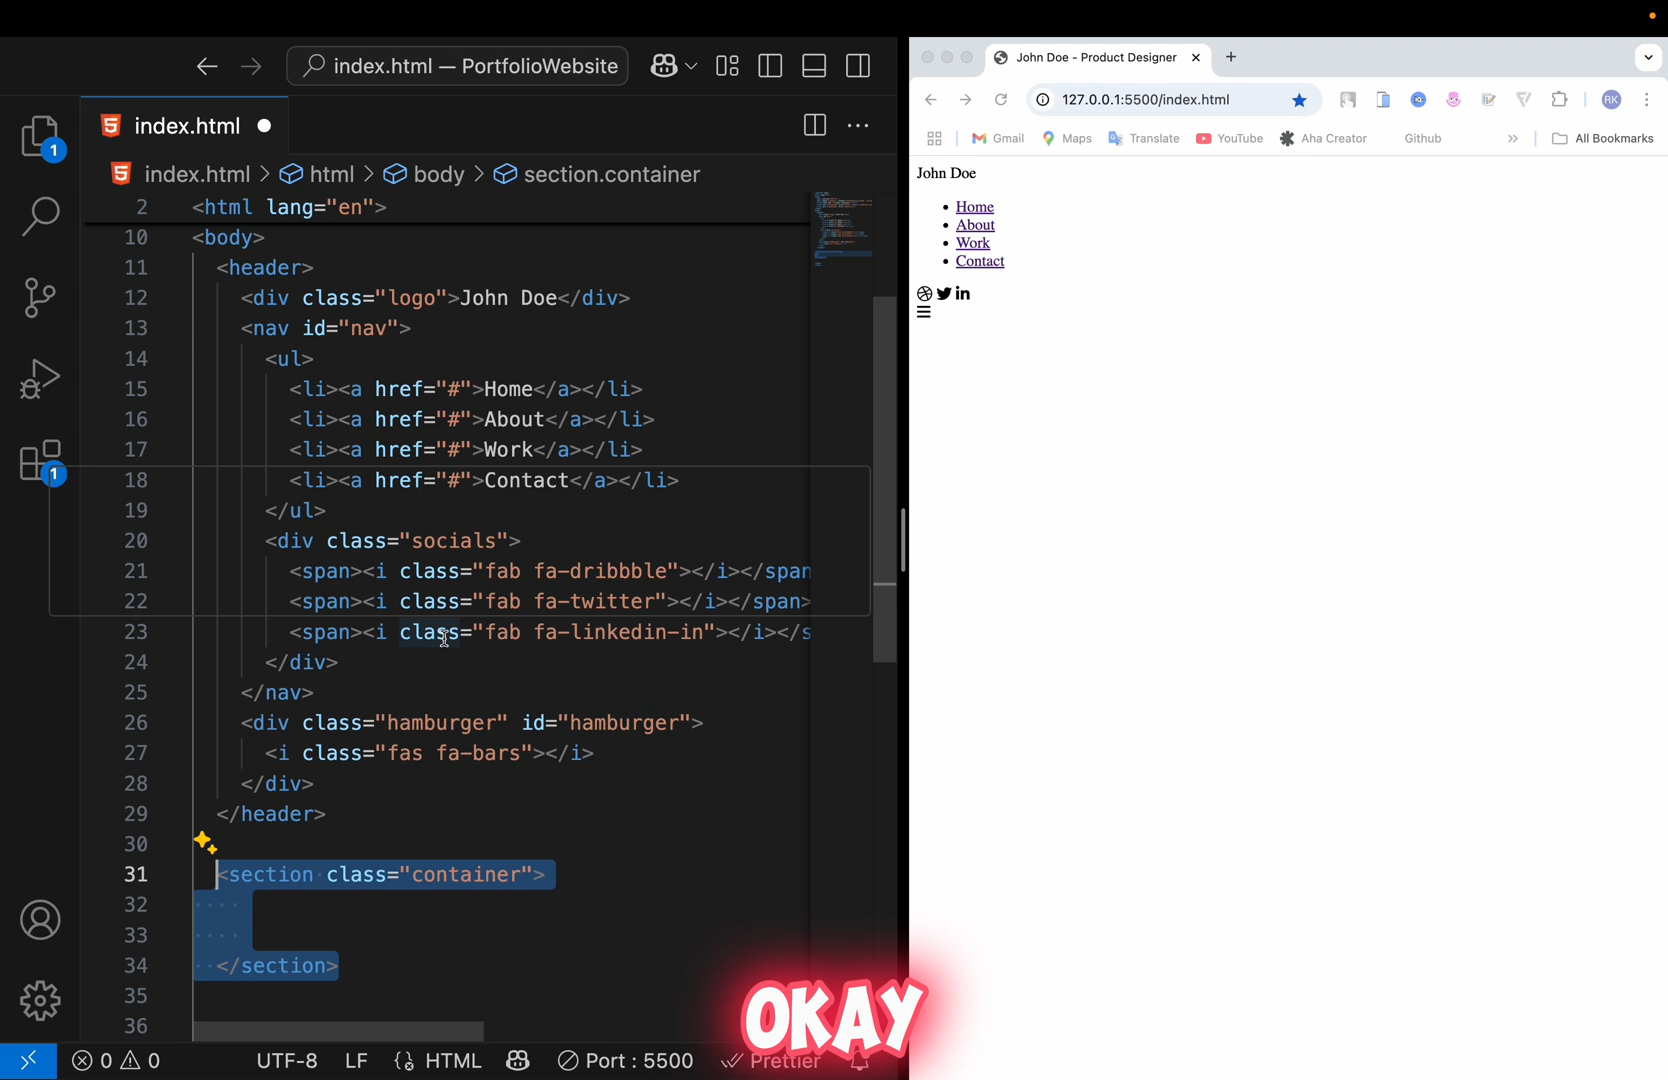 index.html — PortfolioWebsite
index.html
index.html > html > body > section.container
2 <html lang="en">
10 <body>
11 <header>
12 <div class="logo">John Doe</div>
13 <nav id="nav">
14 <ul>
15 <li><a href="#">Home</a></li>
16 <li><a href="#">About</a></li>
17 <li><a href="#">Work</a></li>
18 <li><a href="#">Contact</a></li>
19 </ul>
20 <div class="socials">
21 <span><i class="fab fa-dribbble"></i></span
22 <span><i class="fab fa-twitter"></i></span>
23 <span><i class="fab fa-linkedin-in"></i></s
24 </div>
25 </nav>
26 <div class="hamburger" id="hamburger">
27 <i class="fas fa-bars"></i>
28 </div>
29 </header>
30
31 <section class="container">
32
33
34 </section>
35
36
1
1
0 0 UTF-8 LF HTML Port : 5500 Prettier
OKAY
John Doe - Product Designer
127.0.0.1:5500/index.html
RK
Gmail Maps Translate YouTube Aha Creator Github » All Bookmarks
John Doe
Home
About
Work
Contact